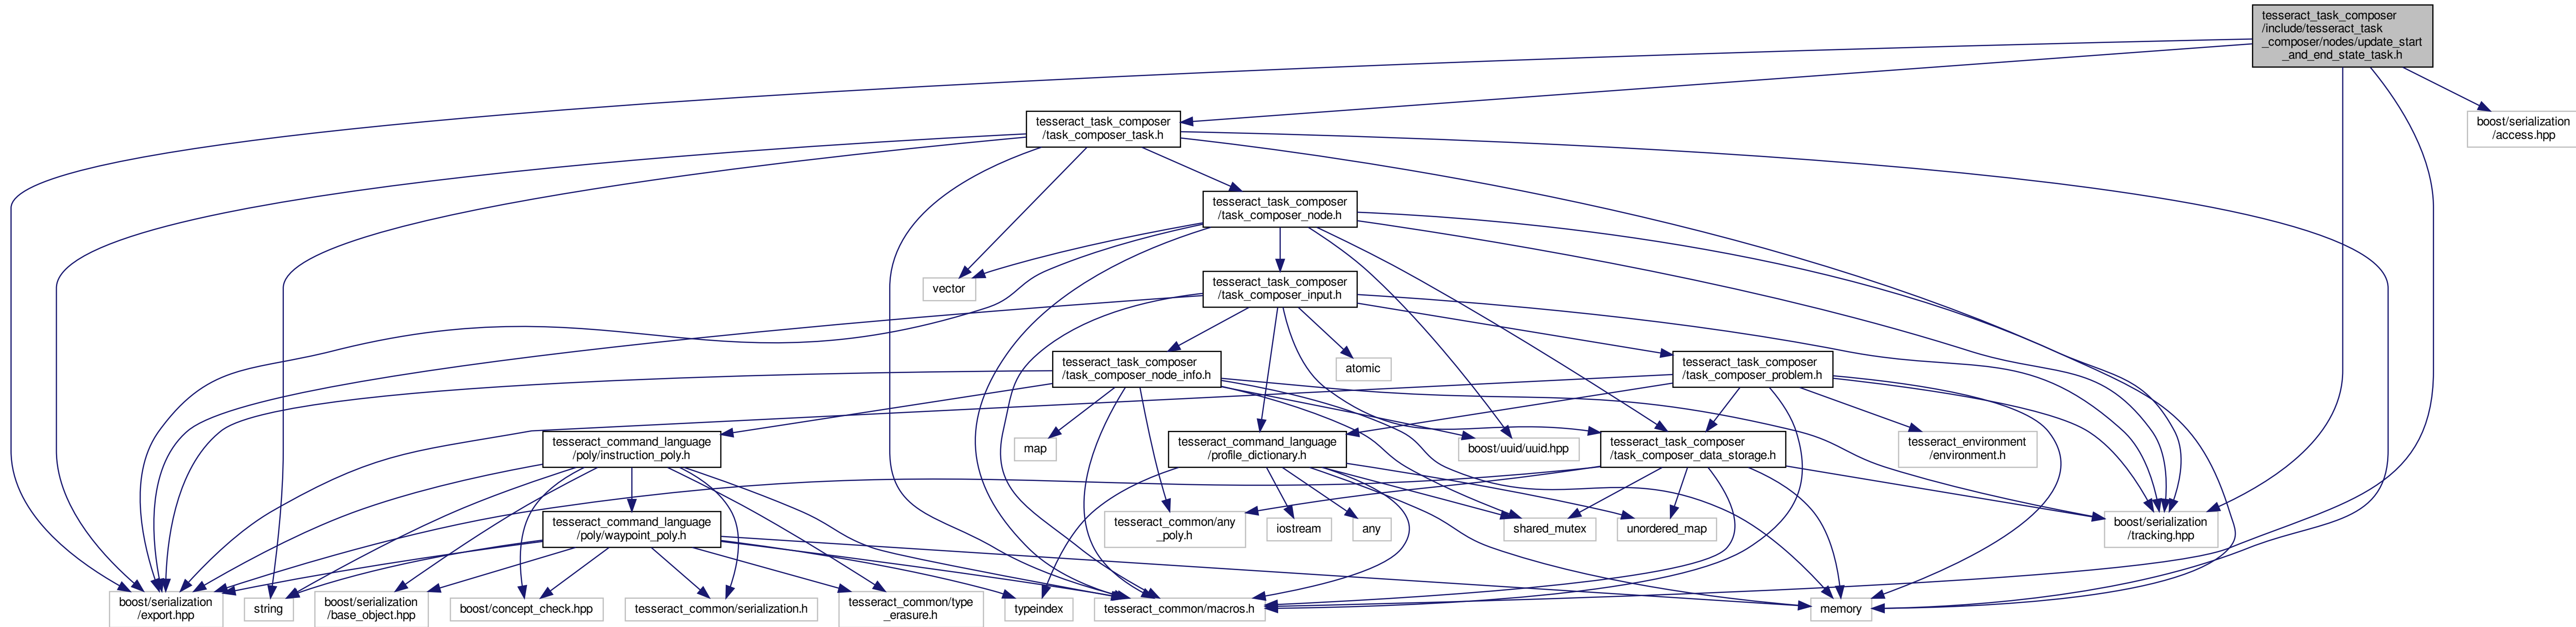 tesseract_task_composer
/include/tesseract_task
_composer/nodes/update_start
_and_end_state_task.h
tesseract_task_composer
/task_composer_task.h
boost/serialization
/access.hpp
tesseract_task_composer
/task_composer_node.h
vector
tesseract_task_composer
/task_composer_input.h
tesseract_task_composer
/task_composer_node_info.h
atomic
tesseract_task_composer
/task_composer_problem.h
tesseract_command_language
/poly/instruction_poly.h
map
tesseract_command_language
/profile_dictionary.h
boost/uuid/uuid.hpp
tesseract_task_composer
/task_composer_data_storage.h
tesseract_environment
/environment.h
tesseract_command_language
/poly/waypoint_poly.h
tesseract_common/any
_poly.h
iostream
any
shared_mutex
unordered_map
boost/serialization
/tracking.hpp
boost/serialization
/export.hpp
string
boost/serialization
/base_object.hpp
boost/concept_check.hpp
tesseract_common/serialization.h
tesseract_common/type
_erasure.h
typeindex
tesseract_common/macros.h
memory